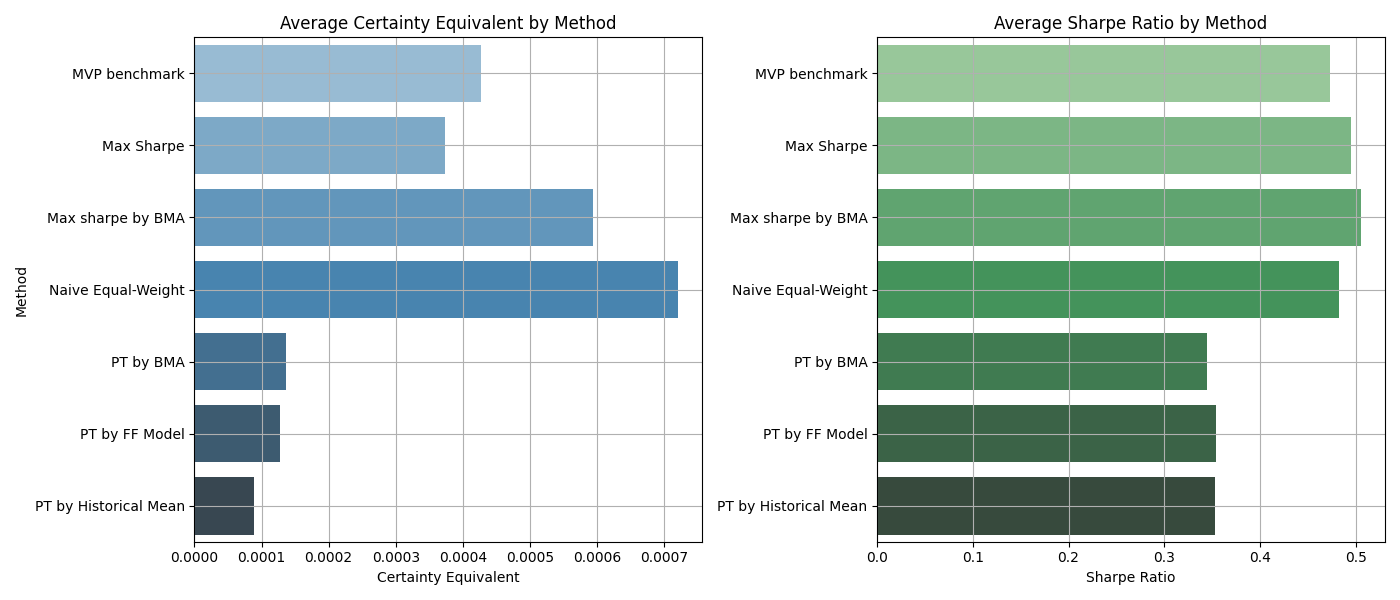 Average Certainty Equivalent by Method
Method
MVP benchmark
Max Sharpe
Max sharpe by BMA
Naive Equal-Weight
PT by BMA
PT by FF Model
PT by Historical Mean
0.0000 0.0001 0.0002 0.0003 0.0004 0.0005 0.0006 0.0007
Certainty Equivalent
Average Sharpe Ratio by Method
MVP benchmark
Max Sharpe
Max sharpe by BMA
Naive Equal-Weight
PT by BMA
PT by FF Model
PT by Historical Mean
0.0 0.1 0.2 0.3 0.4 0.5
Sharpe Ratio